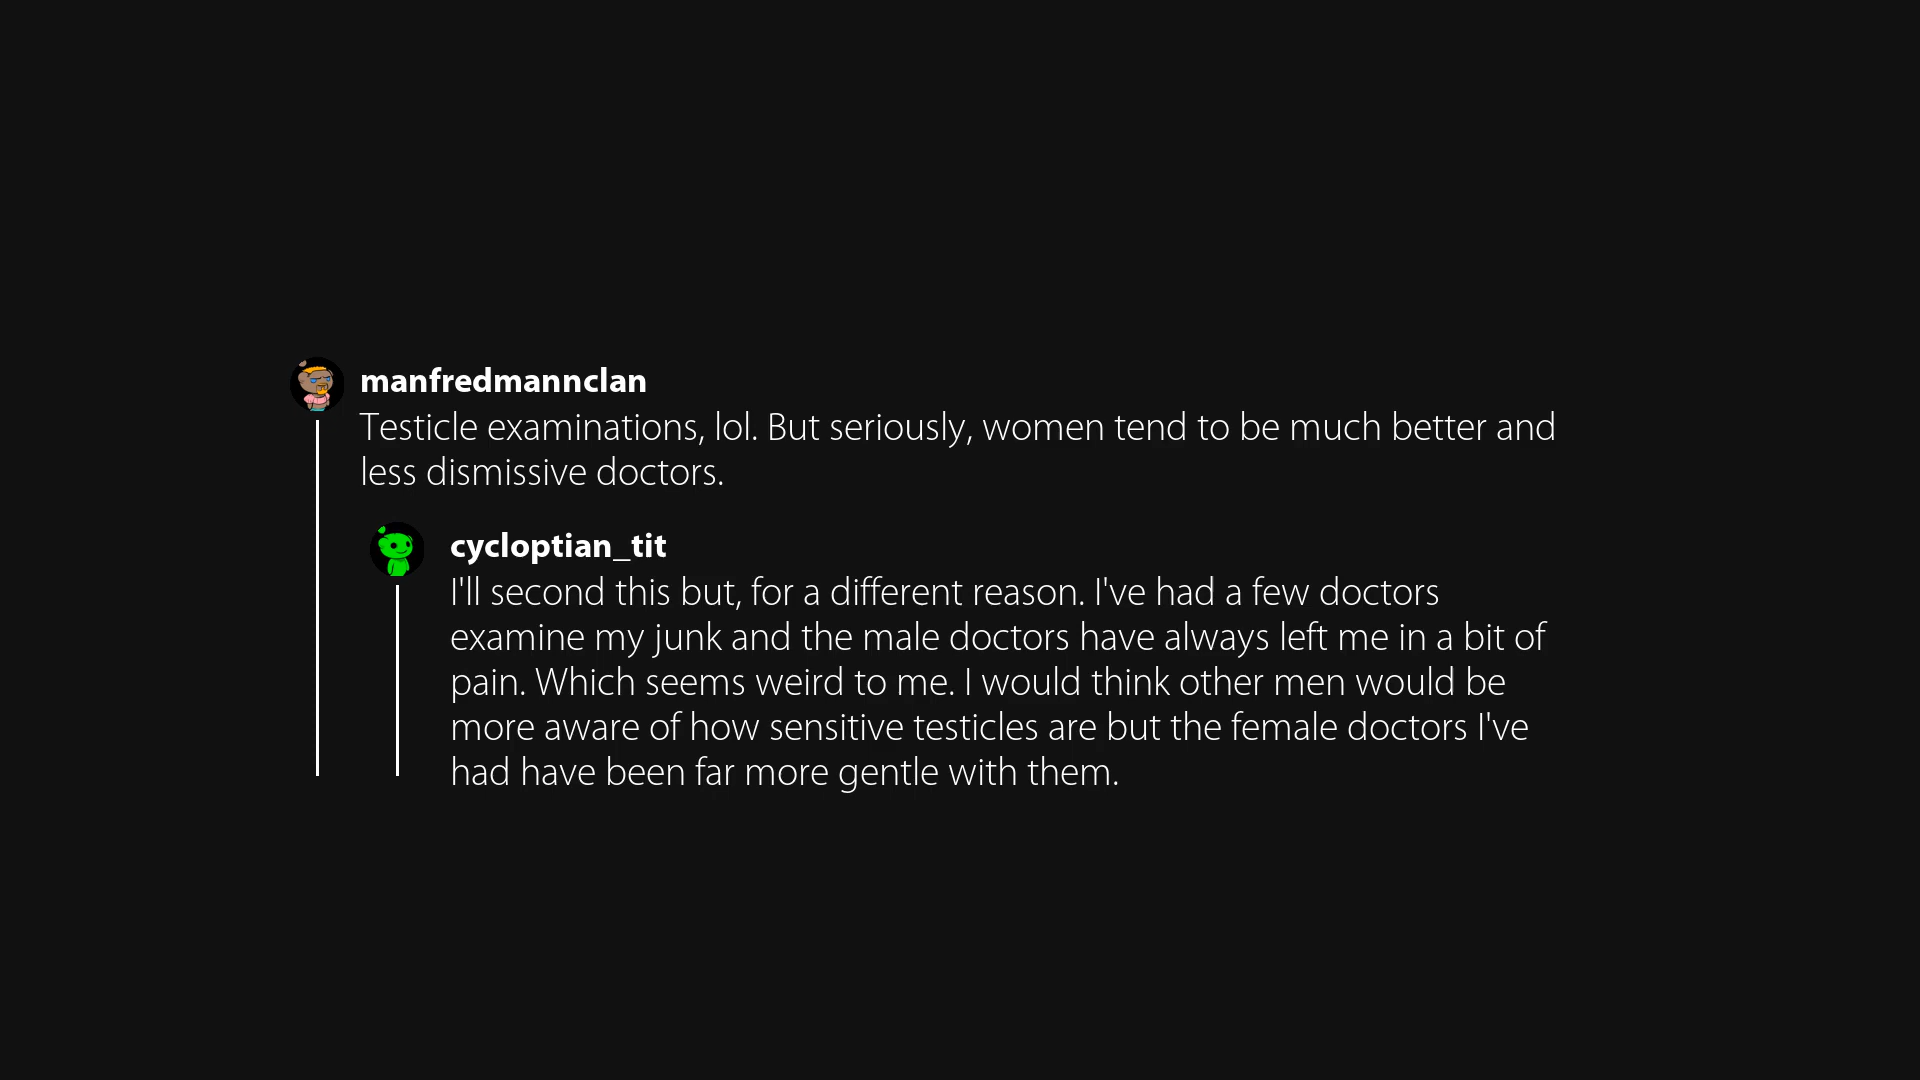 manfredmannclan
Testicle examinations, lol. But seriously, women tend to be much better and
less dismissive doctors.
cycloptian_tit
I'll second this but, for a different reason. I've had a few doctors
examine my junk and the male doctors have always left me in a bit of
pain. Which seems weird to me. I would think other men would be
more aware of how sensitive testicles are but the female doctors I've
had have been far more gentle with them.